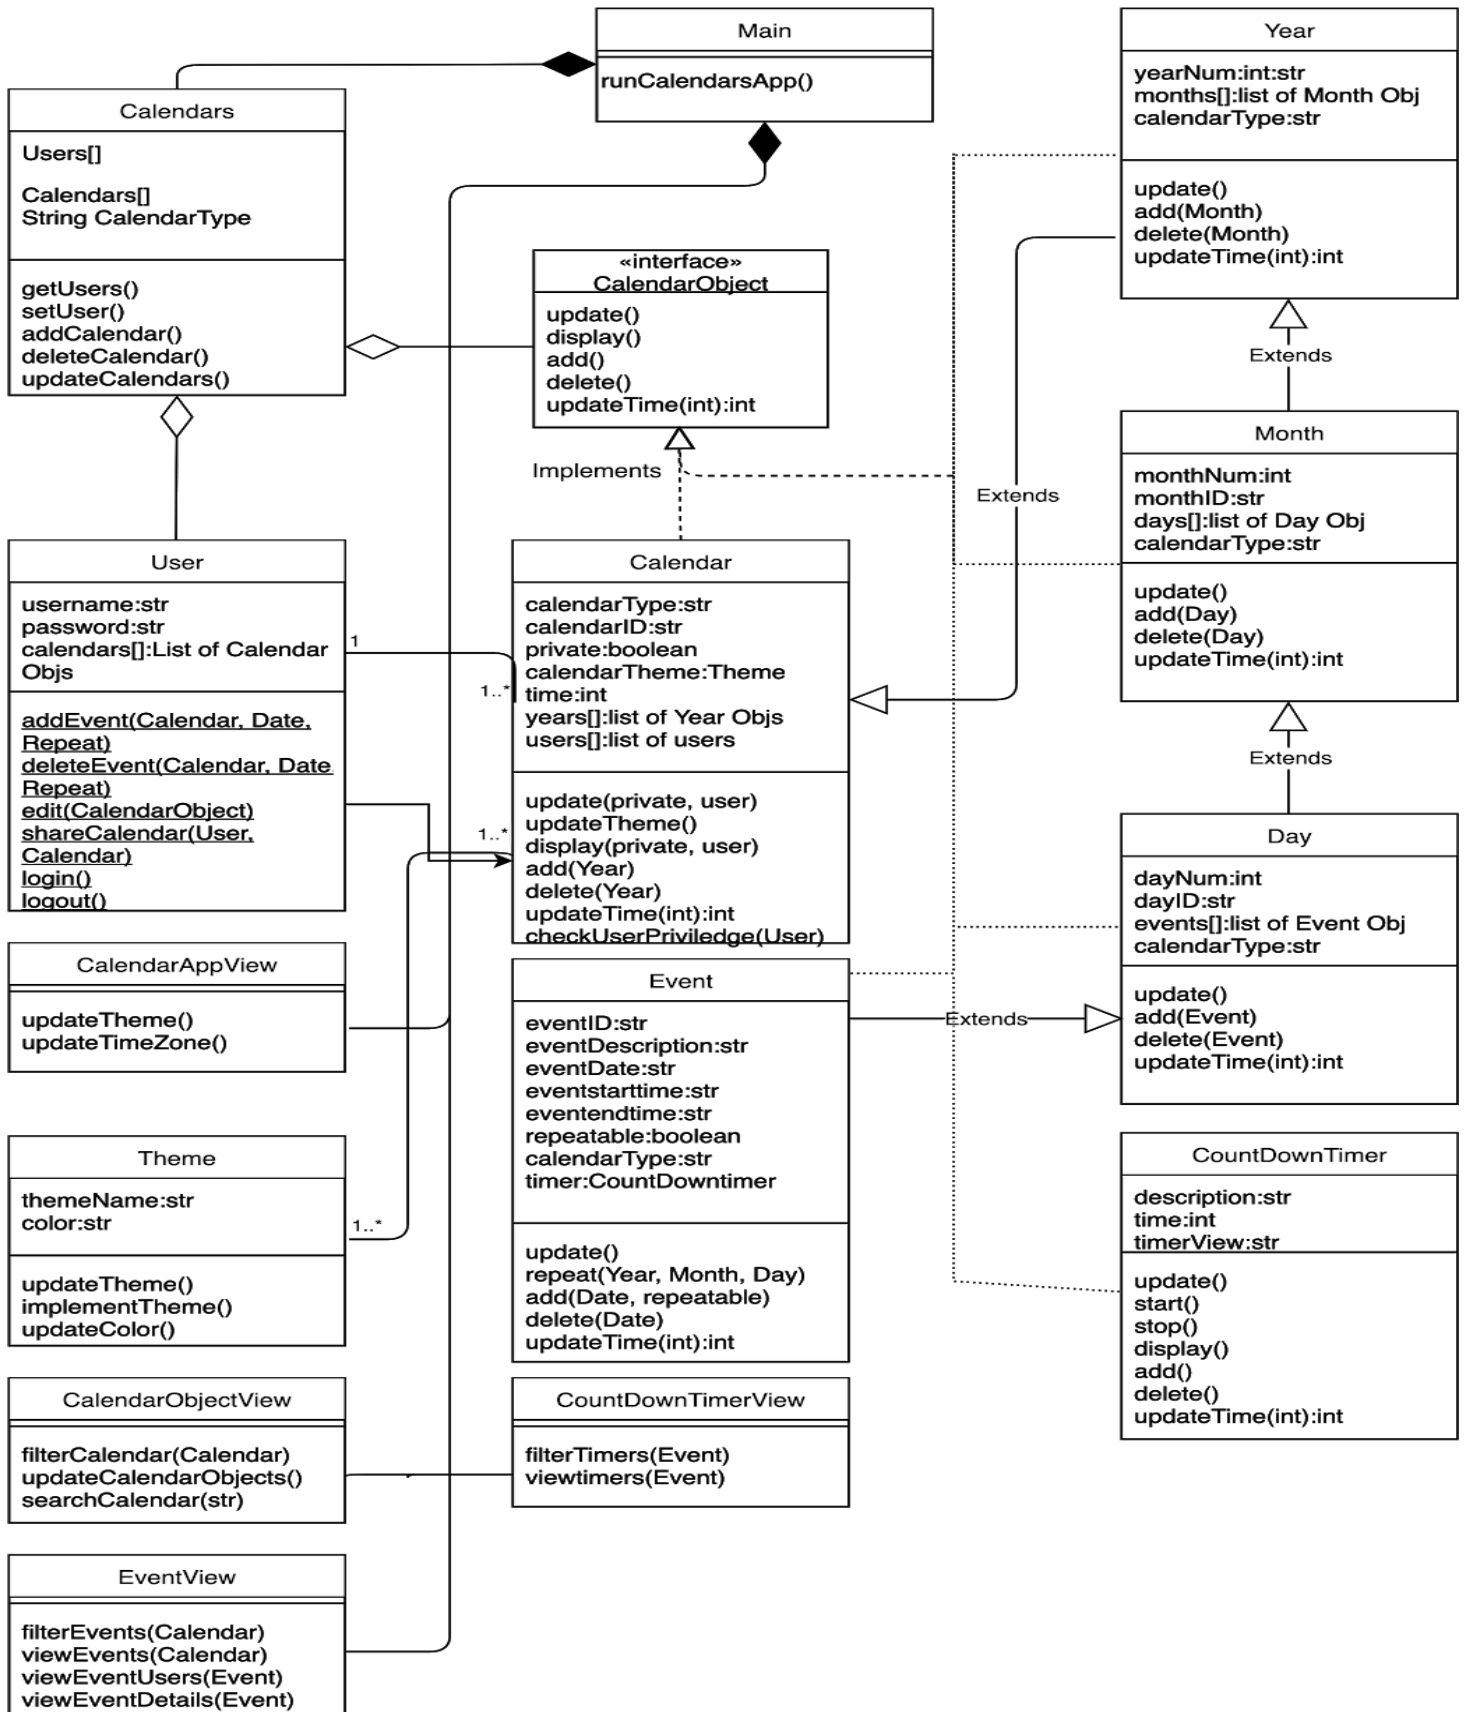 Main
runCalendarsApp()
Year
yearNum:int:str
months[]:list of Month Obj
calendarType:str
update()
add(Month)
delete(Month)
updateTime(int):int
Calendars
Users[]
Calendars[]
String CalendarType
getUsers()
setUser()
addCalendar()
deleteCalendar()
updateCalendars()
«interface»
CalendarObject
update()
display()
add()
delete()
updateTime(int):int
Implements
Extends
Extends
Month
monthNum:int
monthID:str
days[]:list of Day Obj
calendarType:str
update()
add(Day)
delete(Day)
updateTime(int):int
User
username:str
password:str
calendars[]:List of Calendar
Objs
addEvent(Calendar, Date,
Repeat)
deleteEvent(Calendar, Date
Repeat)
edit(CalendarObject)
shareCalendar(User,
Calendar)
login()
logout()
1
1..*
1..*
Calendar
calendarType:str
calendarID:str
private:boolean
calendarTheme:Theme
time:int
years[]:list of Year Objs
users[]:list of users
update(private, user)
updateTheme()
display(private, user)
add(Year)
delete(Year)
updateTime(int):int
checkUserPriviledge(User)
Extends
Day
dayNum:int
dayID:str
events[]:list of Event Obj
calendarType:str
update()
add(Event)
delete(Event)
updateTime(int):int
CalendarAppView
updateTheme()
updateTimeZone()
Event
eventID:str
eventDescription:str
eventDate:str
eventstarttime:str
eventendtime:str
repeatable:boolean
calendarType:str
timer:CountDowntimer
update()
repeat(Year, Month, Day)
add(Date, repeatable)
delete(Date)
updateTime(int):int
Extends
Theme
themeName:str
color:str
updateTheme()
implementTheme()
updateColor()
1..*
CountDownTimer
description:str
time:int
timerView:str
update()
start()
stop()
display()
add()
delete()
updateTime(int):int
CalendarObjectView
filterCalendar(Calendar)
updateCalendarObjects()
searchCalendar(str)
CountDownTimerView
filterTimers(Event)
viewtimers(Event)
EventView
filterEvents(Calendar)
viewEvents(Calendar)
viewEventUsers(Event)
viewEventDetails(Event)